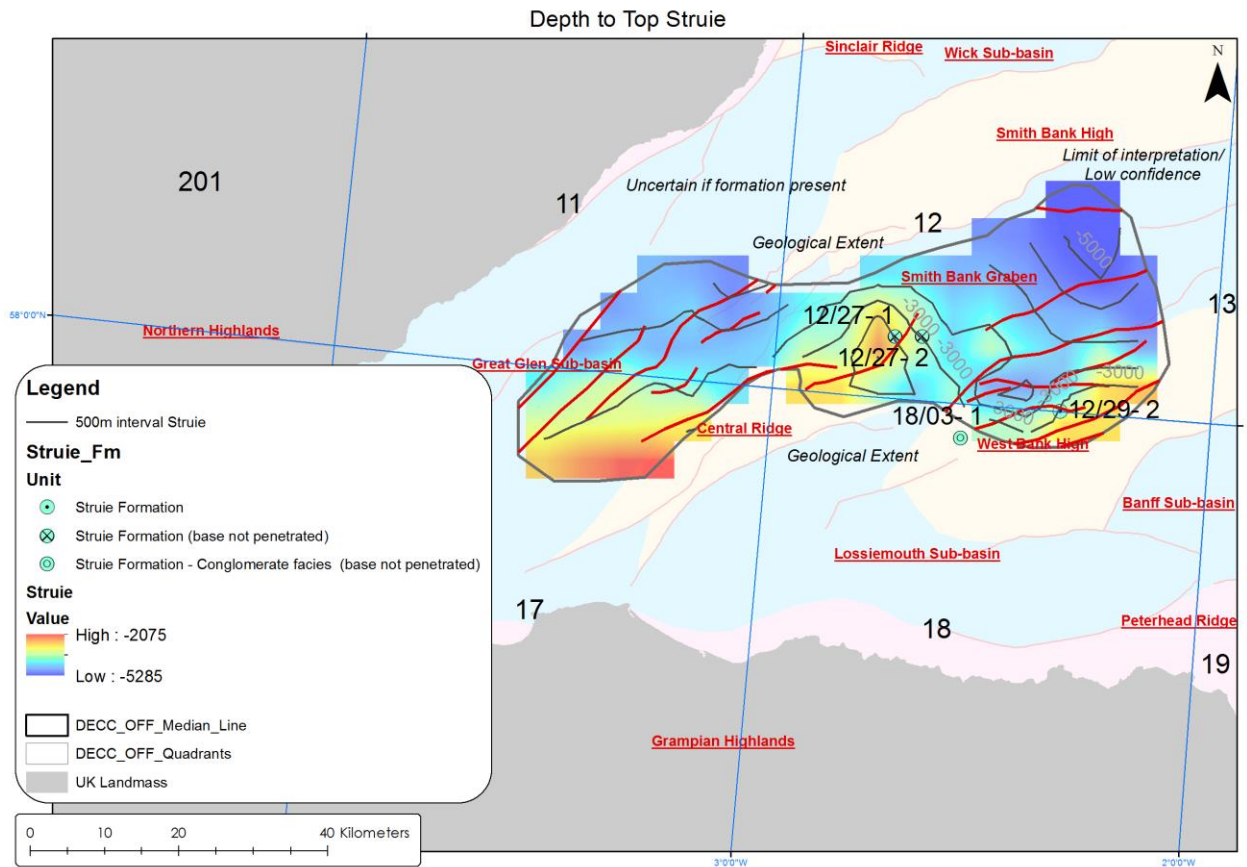 Depth to Top Struie
Sinclair Ridge
Wick Sub-basin
N
Smith Bank High
Limit of interpretation/
Low confidence
201
Uncertain if formation present
11
12
Geological Extent
-5000
Smith Bank Graben
13
58°0'0"N
Northern Highlands
12/27- 1
-3000
12/27- 2
-3000
Great Glen Sub-basin
-3000
12/29- 2
18/03- 1
Central Ridge
West Bank High
Geological Extent
Banff Sub-basin
Lossiemouth Sub-basin
17
18
Peterhead Ridge
19
Grampian Highlands
Legend
500m interval Struie
Struie_Fm
Unit
Struie Formation
Struie Formation (base not penetrated)
Struie Formation - Conglomerate facies (base not penetrated)
Struie
Value
High : -2075
Low : -5285
DECC_OFF_Median_Line
DECC_OFF_Quadrants
UK Landmass
0 10 20 40 Kilometers
3°0'0"W
2°0'0"W